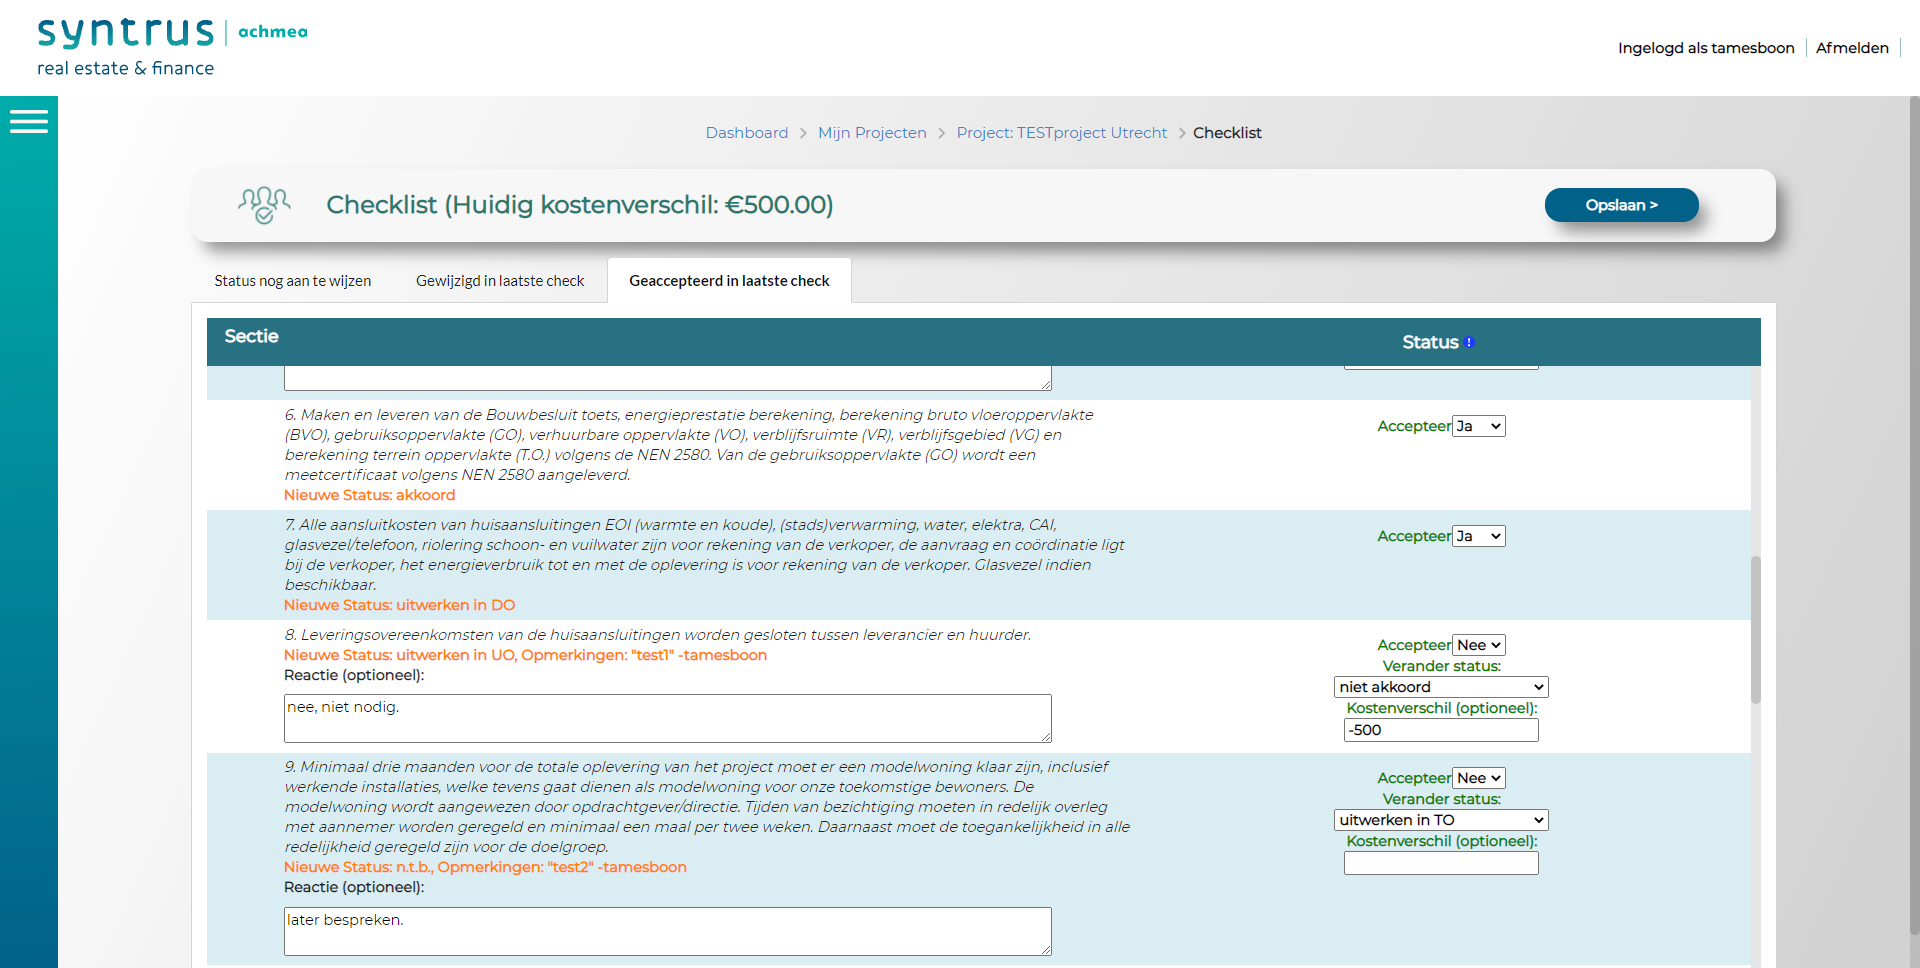 syntrus | achmea
real estate & finance
Ingelogd als tamesboon
Afmelden
Dashboard > Mijn Projecten > Project: TESTproject Utrecht > Checklist
Checklist (Huidig kostenverschil: €500.00)
Opslaan >
Status nog aan te wijzen
Gewijzigd in laatste check
Geaccepteerd in laatste check
Sectie
Status !
6. Maken en leveren van de Bouwbesluit toets, energieprestatie berekening, berekening bruto vloeroppervlakte
(BVO), gebruiksoppervlakte (GO), verhuurbare oppervlakte (VO), verblijfsruimte (VR), verblijfsgebied (VG) en
berekening terrein oppervlakte (T.O.) volgens de NEN 2580. Van de gebruiksoppervlakte (GO) wordt een
meetcertificaat volgens NEN 2580 aangeleverd.
Nieuwe Status: akkoord
Accepteer Ja
7. Alle aansluitkosten van huisaansluitingen EOI (warmte en koude), (stads)verwarming, water, elektra, CAI,
glasvezel/telefoon, riolering schoon- en vuilwater zijn voor rekening van de verkoper, de aanvraag en coördinatie ligt
bij de verkoper, het energieverbruik tot en met de oplevering is voor rekening van de verkoper. Glasvezel indien
beschikbaar.
Nieuwe Status: uitwerken in DO
Accepteer Ja
8. Leveringsovereenkomsten van de huisaansluitingen worden gesloten tussen leverancier en huurder.
Nieuwe Status: uitwerken in UO, Opmerkingen: "test1" -tamesboon
Reactie (optioneel):
nee, niet nodig.
Accepteer Nee
Verander status:
niet akkoord
Kostenverschil (optioneel):
-500
9. Minimaal drie maanden voor de totale oplevering van het project moet er een modelwoning klaar zijn, inclusief
werkende installaties, welke tevens gaat dienen als modelwoning voor onze toekomstige bewoners. De
modelwoning wordt aangewezen door opdrachtgever/directie. Tijden van bezichtiging moeten in redelijk overleg
met aannemer worden geregeld en minimaal een maal per twee weken. Daarnaast moet de toegankelijkheid in alle
redelijkheid geregeld zijn voor de doelgroep.
Nieuwe Status: n.t.b., Opmerkingen: "test2" -tamesboon
Reactie (optioneel):
later bespreken.
Accepteer Nee
Verander status:
uitwerken in TO
Kostenverschil (optioneel):